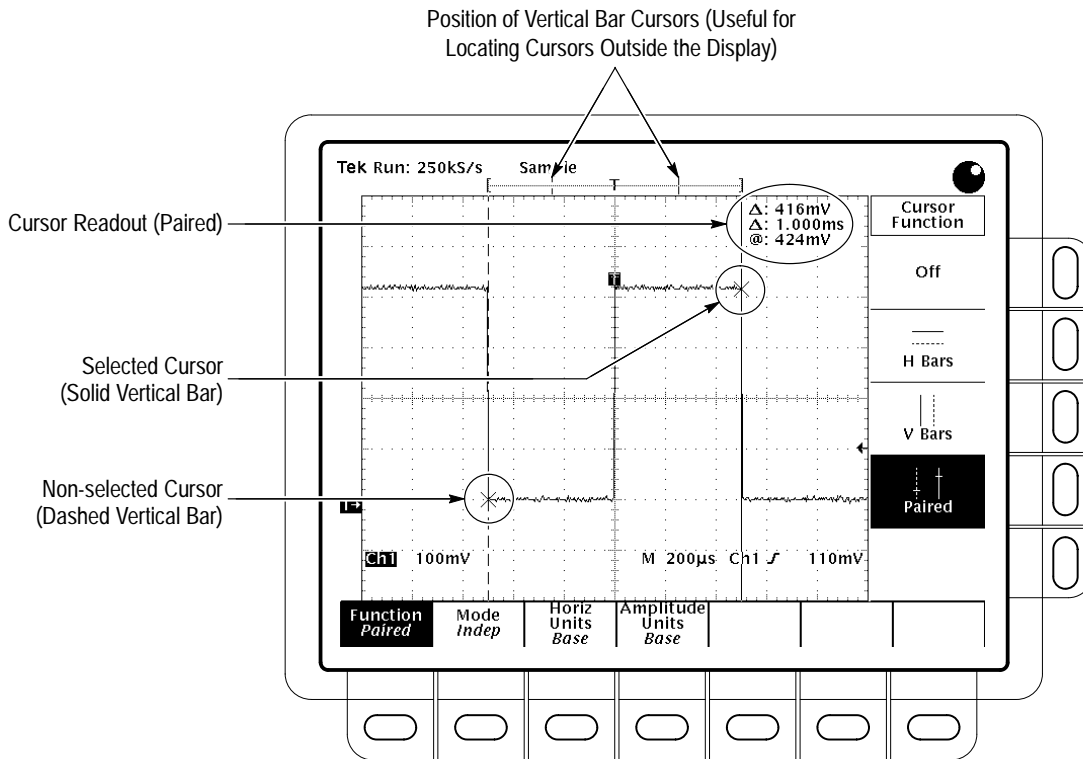 Position of Vertical Bar Cursors (Useful for
Locating Cursors Outside the Display)
Tek Run: 250kS/s
T
Cursor Readout (Paired)
Δ: 416mV
Δ: 1.000ms
@: 424mV
Cursor
Function
Off
T
H Bars
Selected Cursor
(Solid Vertical Bar)
V Bars
Non-selected Cursor
(Dashed Vertical Bar)
Paired
Ch1 100mV M 200µs Ch1 110mV
Function
Paired
Mode
Indep
Horiz
Units
Base
Amplitude
Units
Base